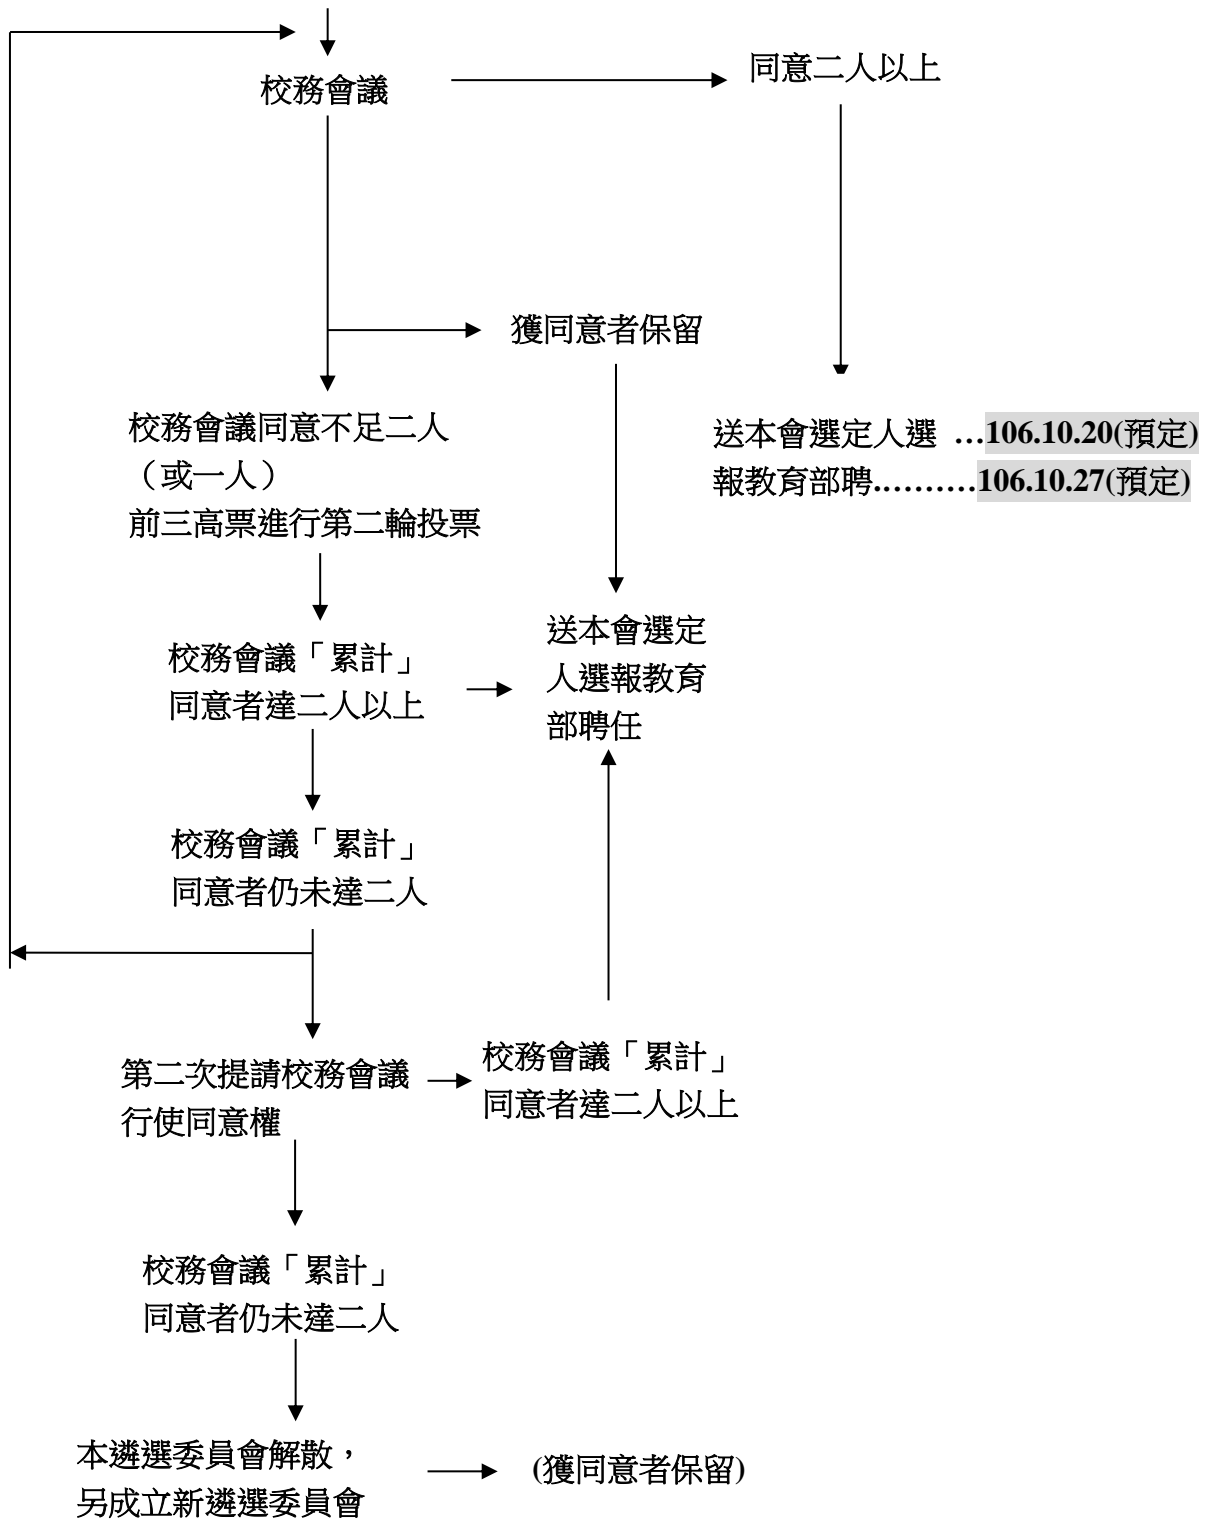 校務會議
同意二人以上
獲同意者保留
校務會議同意不足二人
（或一人）
前三高票進行第二輪投票
送本會選定人選 …106.10.20(預定)
報教育部聘.………106.10.27(預定)
校務會議「累計」
同意者達二人以上
送本會選定
人選報教育
部聘任
校務會議「累計」
同意者仍未達二人
第二次提請校務會議
行使同意權
校務會議「累計」
同意者達二人以上
校務會議「累計」
同意者仍未達二人
本遴選委員會解散，
另成立新遴選委員會
(獲同意者保留)